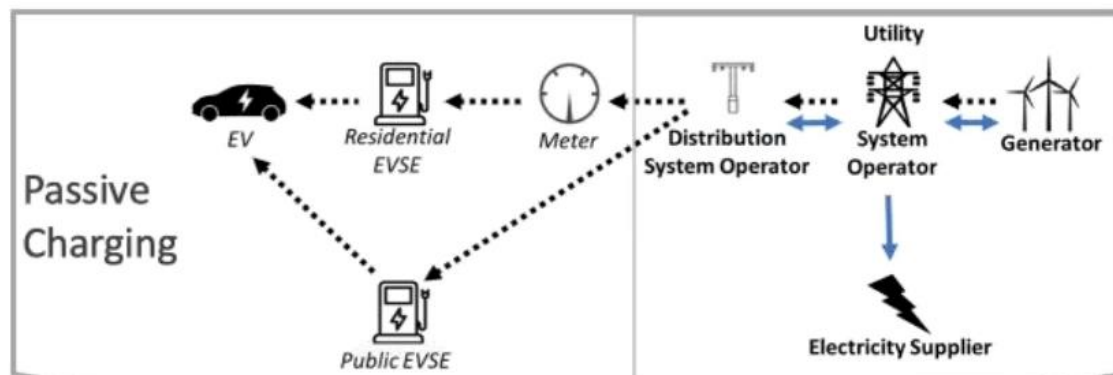 Utility
EV
Residential
EVSE
Meter
Distribution
System Operator
System
Operator
Generator
Passive
Charging
Public EVSE
Electricity Supplier